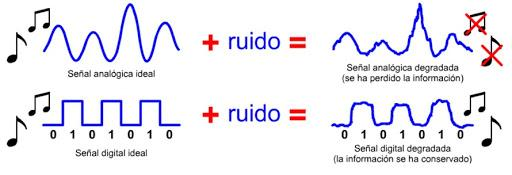 + ruido =
Señal analógica ideal
Señal analógica degradada
(se ha perdido la información)
+ ruido =
0 1 0 1 0 1 0
0 1 0 1 0 1 0
Señal digital ideal
Señal digital degradada
(la información se ha conservado)